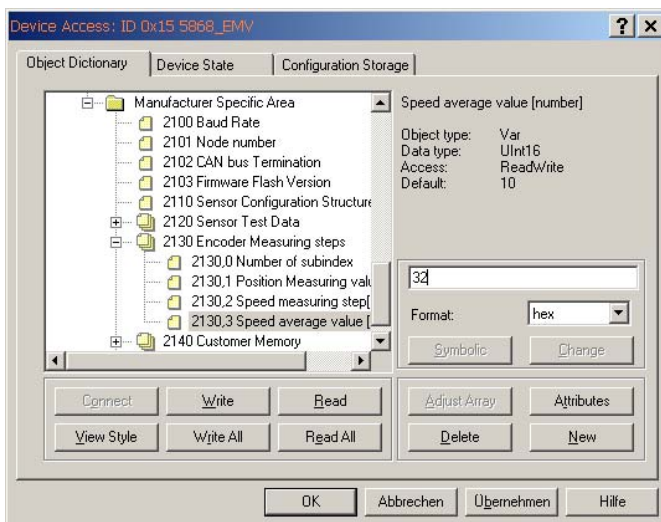 Device Access: ID 0x15 5868_EMV
Object Dictionary
Device State
Configuration Storage
Manufacturer Specific Area
2100 Baud Rate
2101 Node number
2102 CAN bus Termination
2103 Firmware Flash Version
2110 Sensor Configuration Structure
2120 Sensor Test Data
2130 Encoder Measuring steps
2130,0 Number of subindex
2130,1 Position Measuring valu
2130,2 Speed measuring step[
2130,3 Speed average value [
2140 Customer Memory
Speed average value [number]
Object type: Var
Data type: UInt16
Access: ReadWrite
Default: 10
32
Format: hex
Symbolic Change
Connect Write Read
View Style Write All Read All
Adjust Array Attributes
Delete New
OK Abbrechen Übernehmen Hilfe